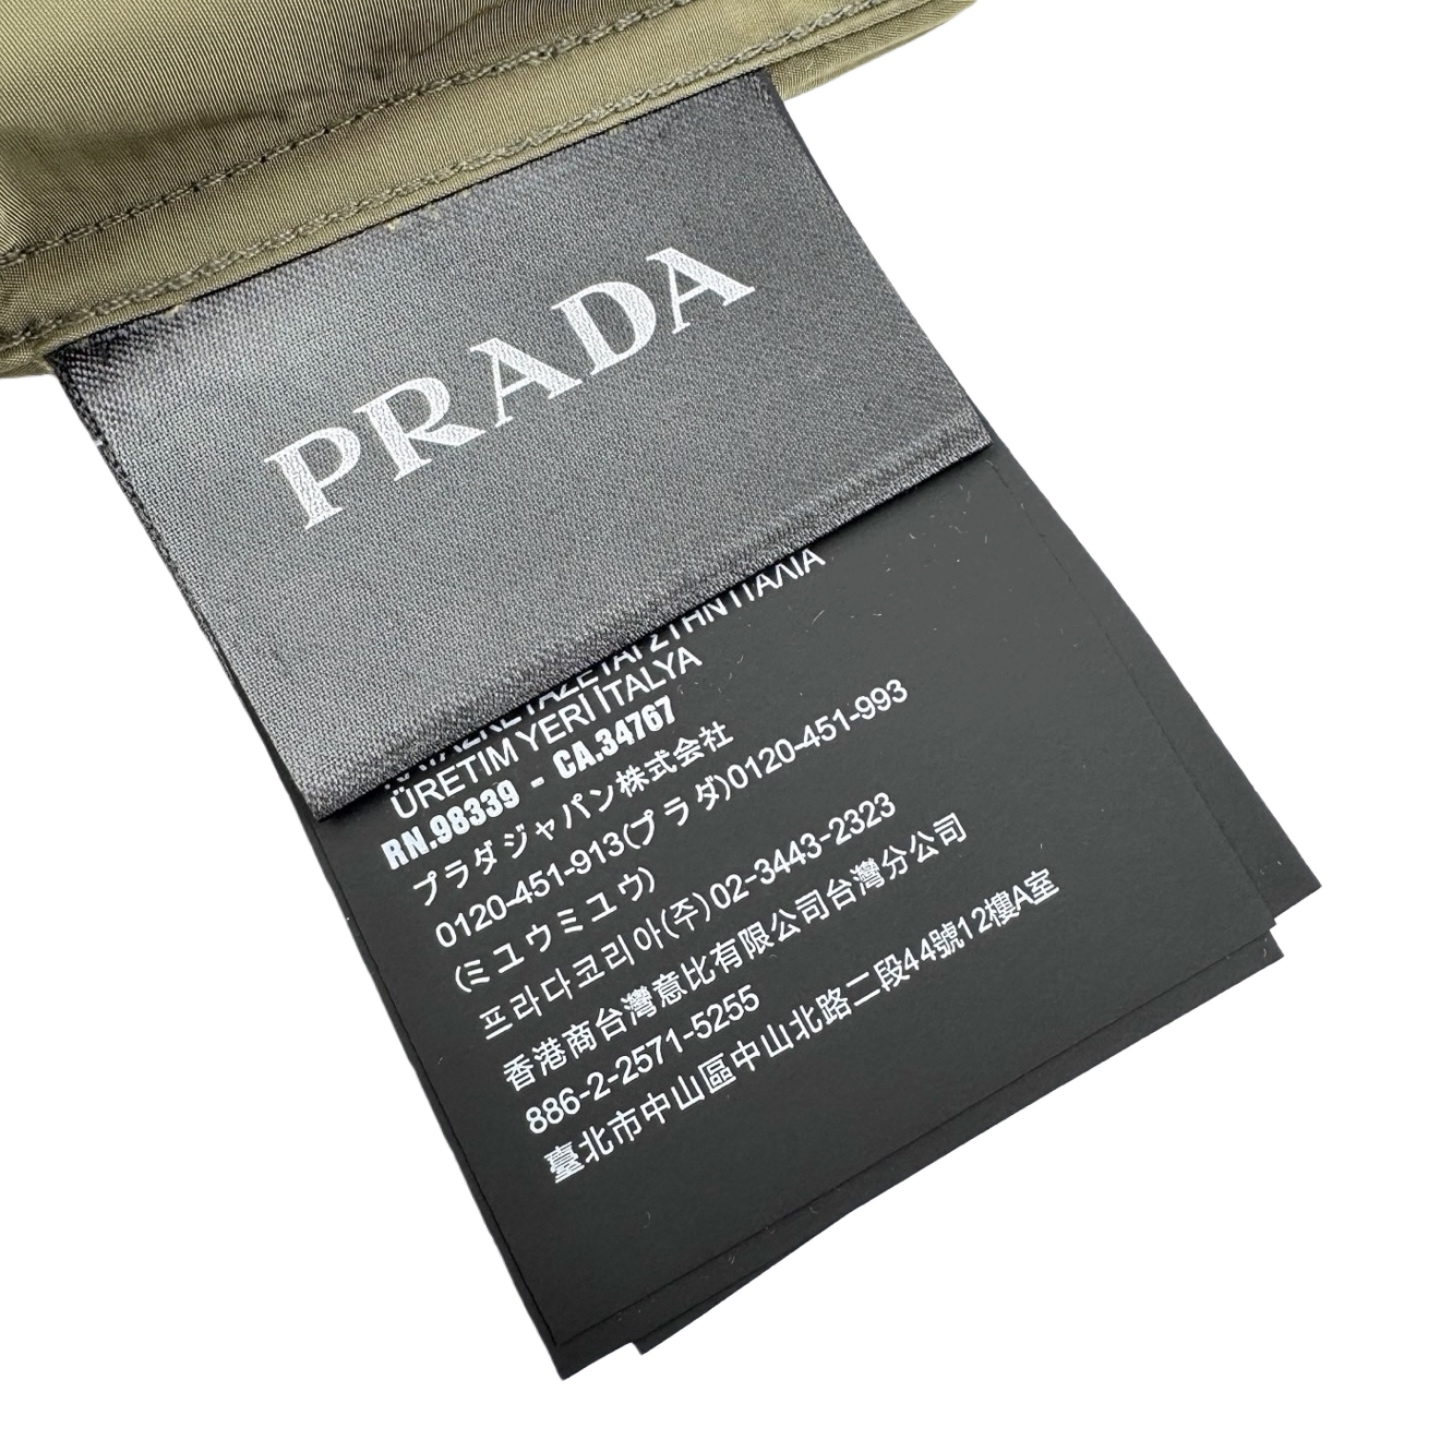 PRADA
ΚΑΤΑΣΚΕΥΑΖΕΤΑΙ ΣΤΗΝ ΙΤΑΛΙΑ
ÜRETIM YERİ İTALYA
RN.98339 - CA.34767
プラダジャパン株式会社
0120-451-913(プラダ)0120-451-993
(ミユウミユウ)
프라다코리아(주)02-3443-2323
香港商台灣意比有限公司台灣分公司
886-2-2571-5255
臺北市中山區中山北路二段44號12樓A室